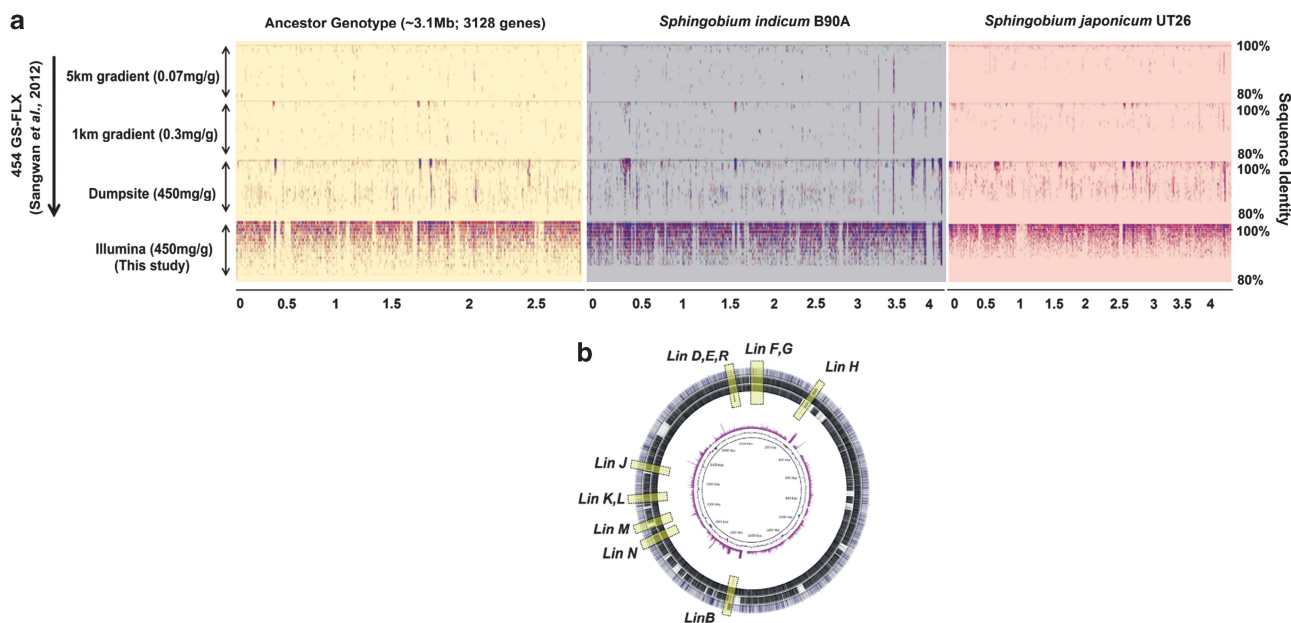 a
Ancestor Genotype (~3.1Mb; 3128 genes)
Sphingobium indicum B90A
Sphingobium japonicum UT26
454 GS-FLX
(Sangwan et al., 2012)
5km gradient (0.07mg/g)
1km gradient (0.3mg/g)
Dumpsite (450mg/g)
Illumina (450mg/g)
(This study)
100%
80%
100%
80%
100%
80%
100%
80%
Sequence Identity
0 0.5 1 1.5 2 2.5
0 0.5 1 1.5 2 2.5 3 3.5 4
0 0.5 1 1.5 2 2.5 3 3.5 4
b
Lin D,E,R
Lin F,G
Lin H
Lin J
Lin K,L
Lin M
Lin N
LinB